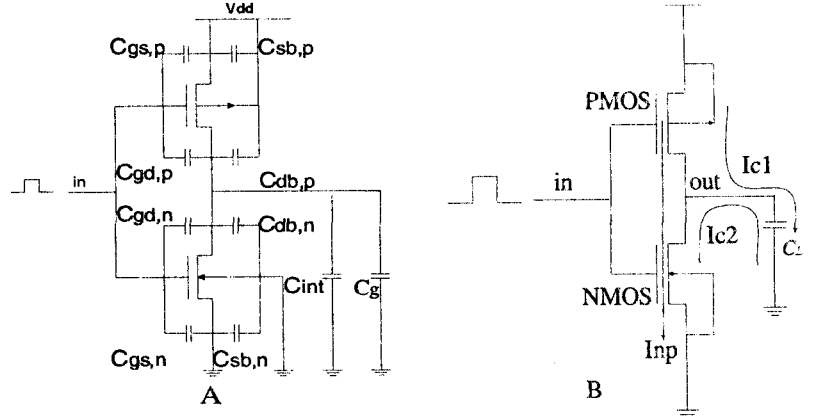 Vdd
Cgs,p
Csb,p
Cgd,p
in
Cgd,n
Cdb,p
Cdb,n
Cint
Cg
Cgs,n
Csb,n
A
PMOS
Ic1
in
out
Ic2
NMOS
Inp
B